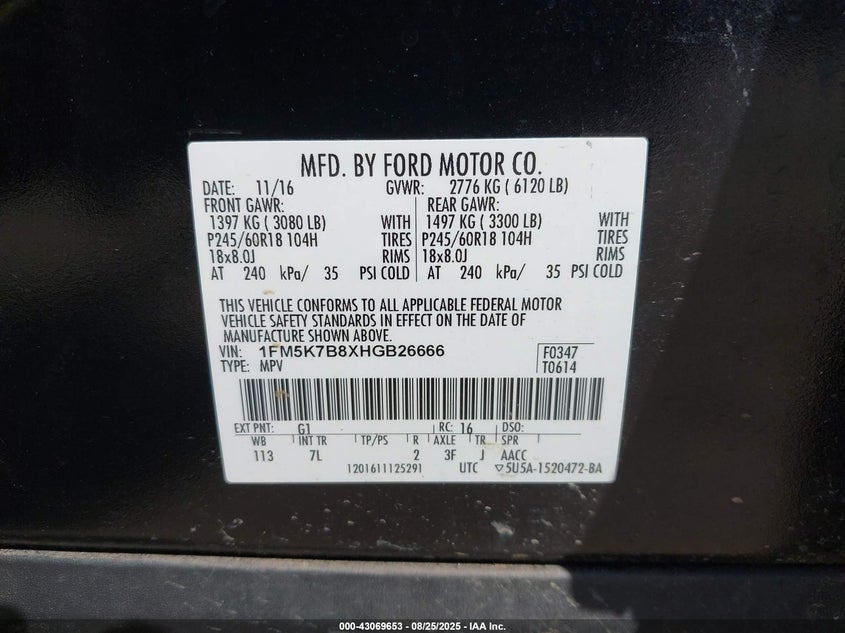 MFD. BY FORD MOTOR CO.
DATE: 11/16 GVWR: 2776 KG ( 6120 LB)
FRONT GAWR: REAR GAWR:
1397 KG ( 3080 LB) WITH 1497 KG ( 3300 LB) WITH
P245/60R18 104H TIRES P245/60R18 104H TIRES
18x8.0J RIMS 18x8.0J RIMS
AT 240 kPa/ 35 PSI COLD AT 240 kPa/ 35 PSI COLD
THIS VEHICLE CONFORMS TO ALL APPLICABLE FEDERAL MOTOR
VEHICLE SAFETY STANDARDS IN EFFECT ON THE DATE OF
MANUFACTURE SHOWN ABOVE.
VIN: 1FM5K7B8XHGB26666 F0347
TYPE: MPV T0614
EXT PNT: G1 RC: 16 DSO:
WB INT TR TP/PS R AXLE TR SPR
113 7L 2 3F J AACC
1201611125291 UTC ▽5U5A-1520472-BA
000-43069653 - 08/25/2025 - IAA Inc.